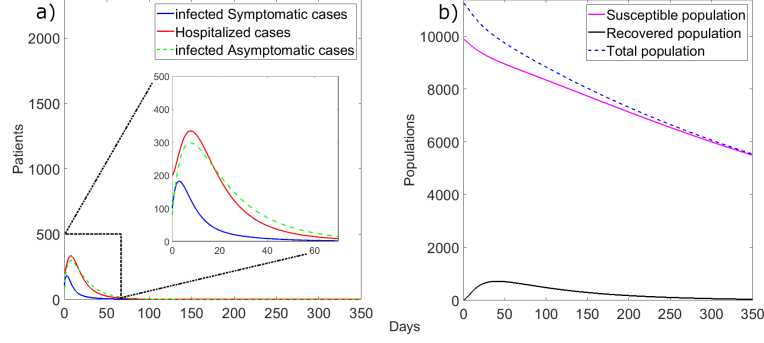 a)
infected Symptomatic cases
Hospitalized cases
infected Asymptomatic cases
Patients
2000
1500
1000
500
0
0 50 100 150 200 250 300 350
500
400
300
200
100
0
0 20 40 60
b)
Susceptible population
Recovered population
Total population
Populations
10000
8000
6000
4000
2000
0
0 50 100 150 200 250 300 350
Days